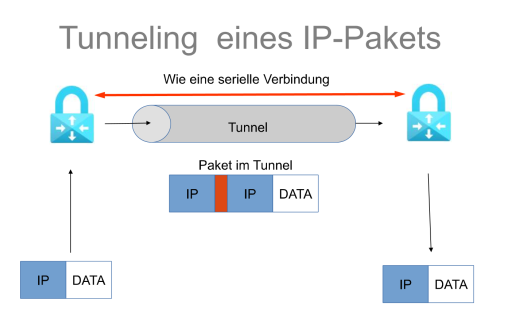 Tunneling eines IP-Pakets
Wie eine serielle Verbindung
Tunnel
Paket im Tunnel
IP IP DATA
IP DATA
IP DATA